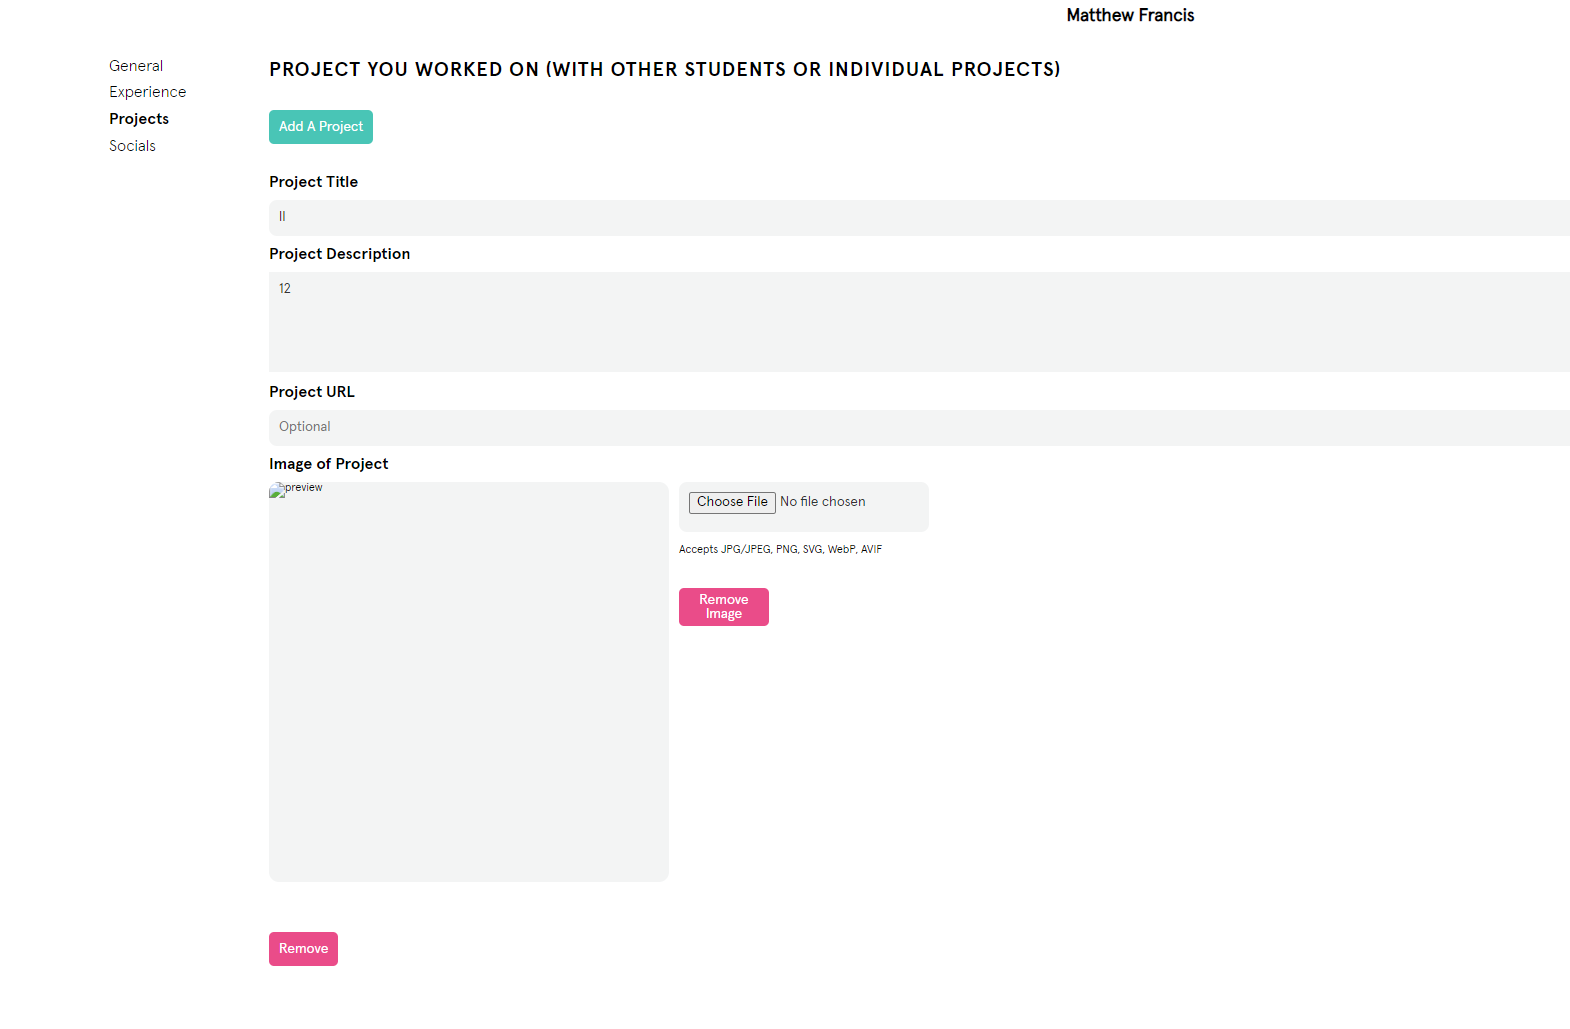 Matthew Francis
General
Experience
Projects
Socials
PROJECT YOU WORKED ON (WITH OTHER STUDENTS OR INDIVIDUAL PROJECTS)
Add A Project
Project Title
ll
Project Description
12
Project URL
Optional
Image of Project
preview
Choose File No file chosen
Accepts JPG/JPEG, PNG, SVG, WebP, AVIF
Remove
Image
Remove